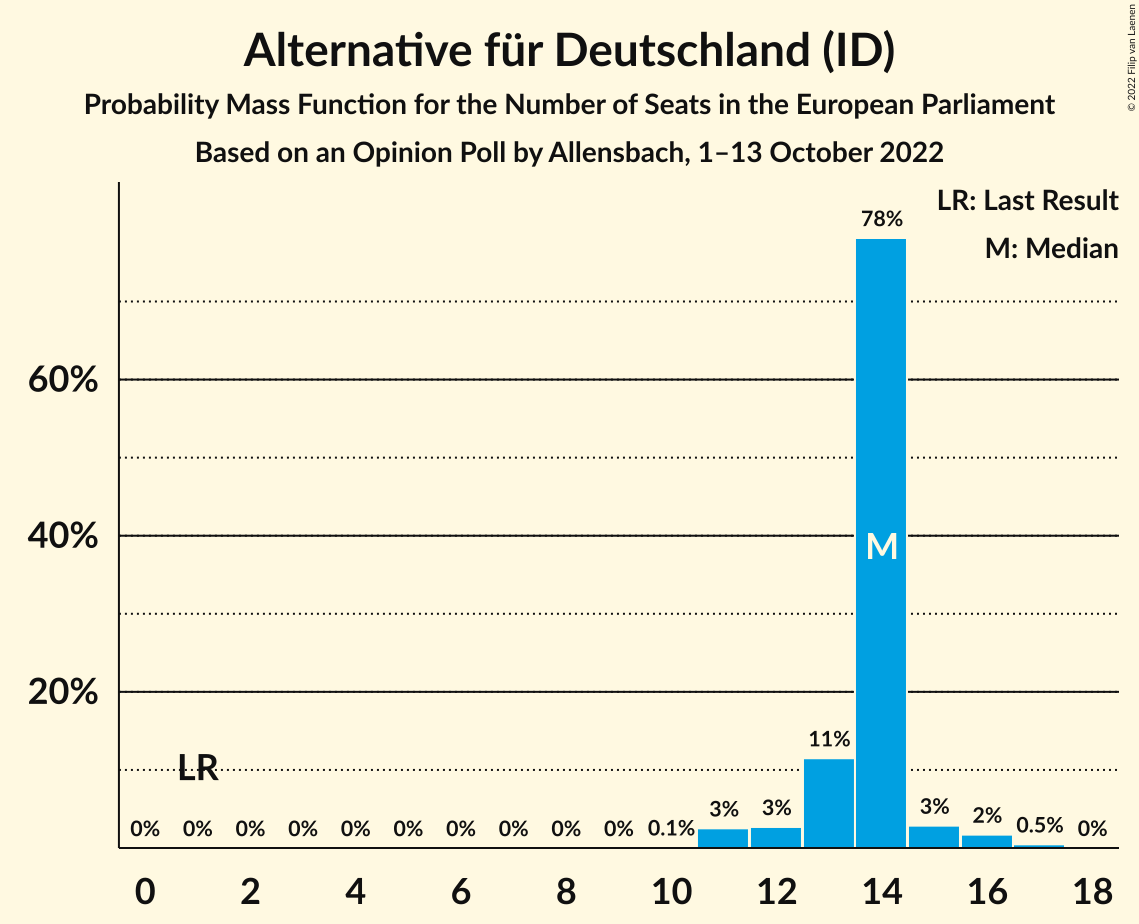 Alternative für Deutschland (ID)
Probability Mass Function for the Number of Seats in the European Parliament
Based on an Opinion Poll by Allensbach, 1–13 October 2022
© 2022 Filip van Laenen
LR: Last Result
M: Median
78%
60%
40%
M
20%
11%
LR
0% 0% 0% 0% 0% 0% 0% 0% 0% 0% 0.1% 3% 3% 3% 2% 0.5% 0%
0 2 4 6 8 10 12 14 16 18